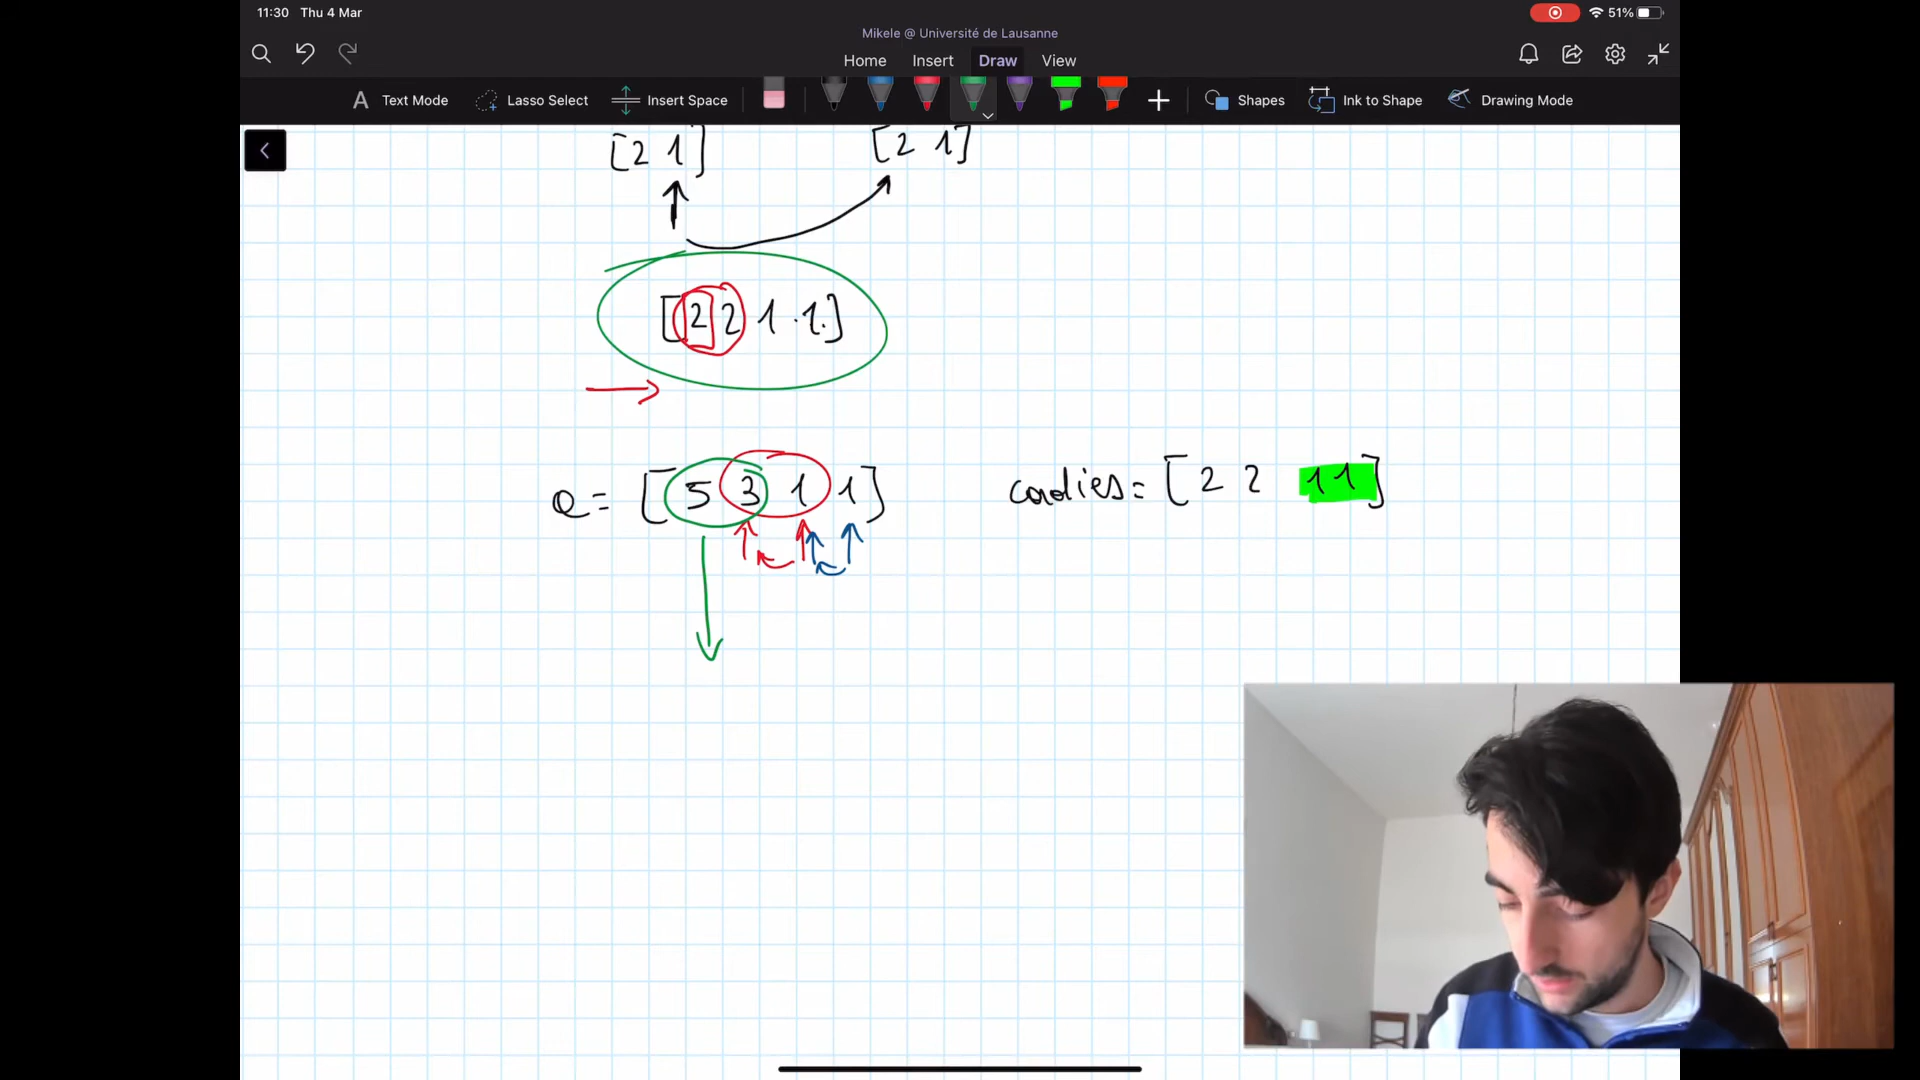 11:30 Thu 4 Mar
51%
Mikele @ Université de Lausanne
Home Insert Draw View
A Text Mode Lasso Select Insert Space Shapes Ink to Shape Drawing Mode
[2 1] [2 1]
[2 2 1 1]
e = [5 3 1 1]
candies = [2 2 1 1]